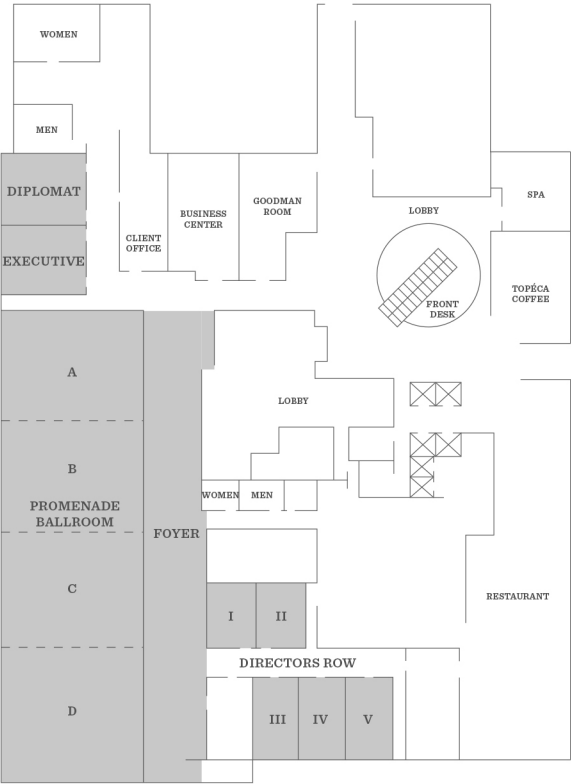 WOMEN
MEN
DIPLOMAT
EXECUTIVE
CLIENT
OFFICE
BUSINESS
CENTER
GOODMAN
ROOM
LOBBY
SPA
TOPÉCA
COFFEE
FRONT
DESK
A
LOBBY
B
WOMEN
MEN
PROMENADE
BALLROOM
FOYER
C
RESTAURANT
I
II
DIRECTORS ROW
D
III
IV
V